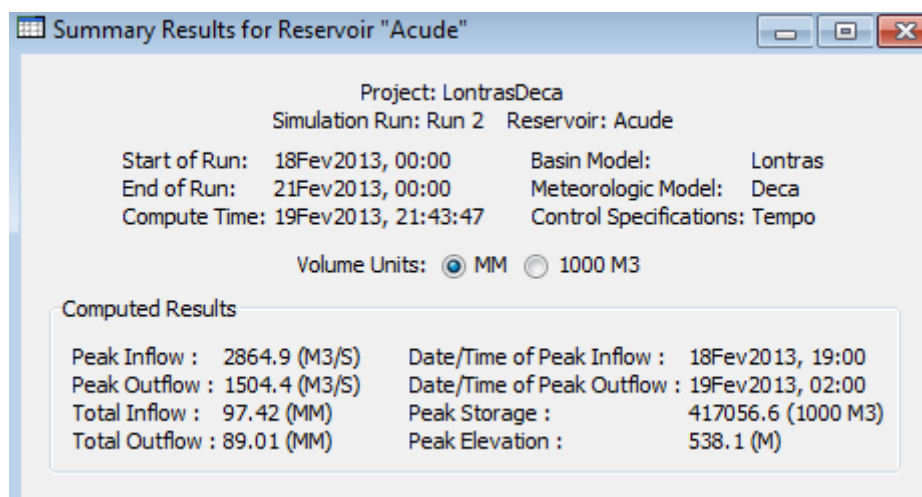 Summary Results for Reservoir "Acude"
Project: LontrasDeca
Simulation Run: Run 2 Reservoir: Acude
Start of Run: 18Fev2013, 00:00 Basin Model: Lontras
End of Run: 21Fev2013, 00:00 Meteorologic Model: Deca
Compute Time: 19Fev2013, 21:43:47 Control Specifications: Tempo
Volume Units: MM 1000 M3
Computed Results
Peak Inflow : 2864.9 (M3/S) Date/Time of Peak Inflow : 18Fev2013, 19:00
Peak Outflow : 1504.4 (M3/S) Date/Time of Peak Outflow : 19Fev2013, 02:00
Total Inflow : 97.42 (MM) Peak Storage : 417056.6 (1000 M3)
Total Outflow : 89.01 (MM) Peak Elevation : 538.1 (M)